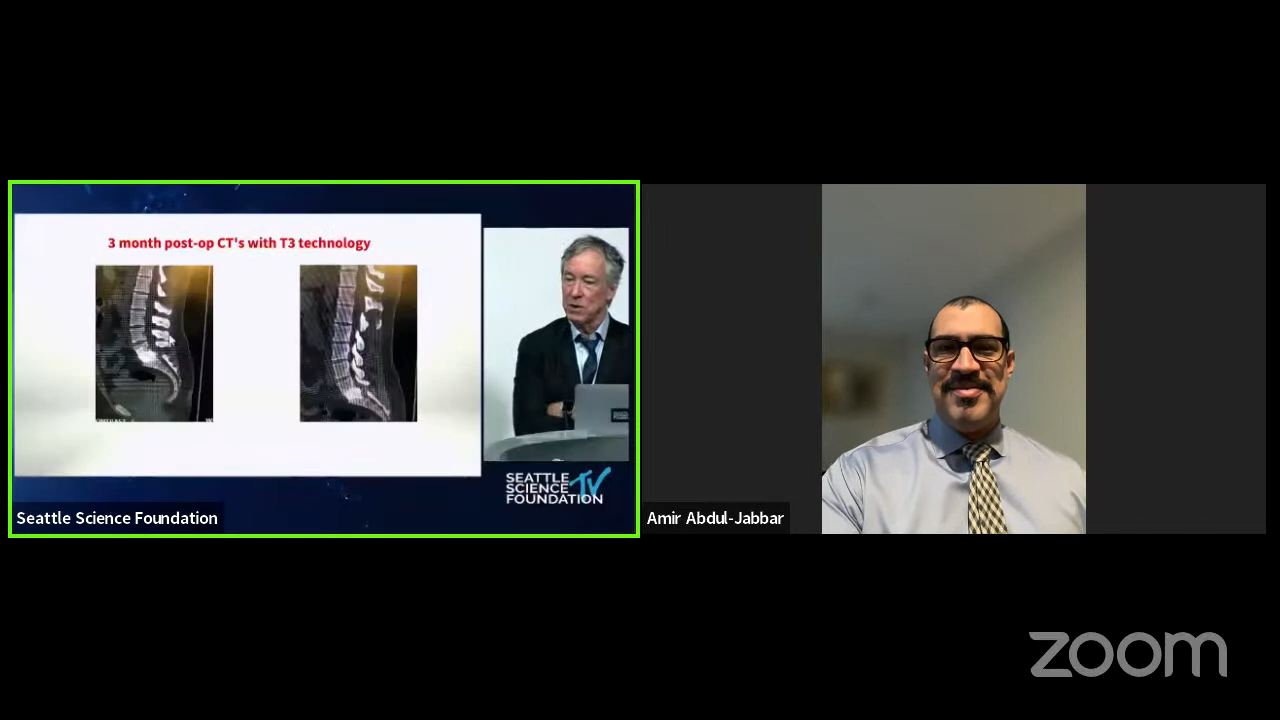 3 month post-op CT's with T3 technology
SEATTLE
SCIENCE TV
FOUNDATION
Seattle Science Foundation
Amir Abdul-Jabbar
zoom